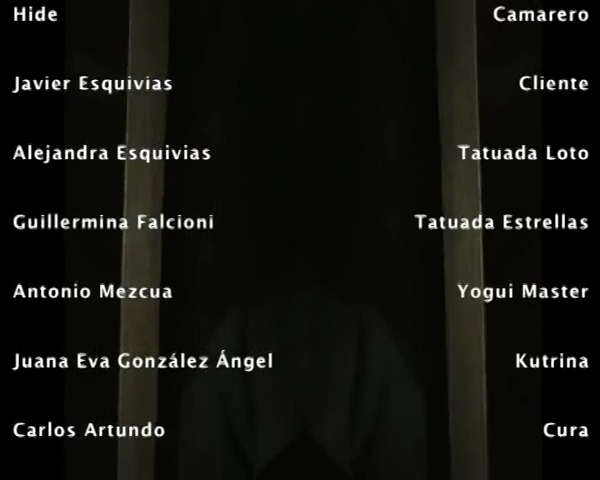 Hide Camarero
Javier Esquivias Cliente
Alejandra Esquivias Tatuada Loto
Guillermina Falcioni Tatuada Estrellas
Antonio Mezcua Yogui Master
Juana Eva González Ángel Kutrina
Carlos Artundo Cura